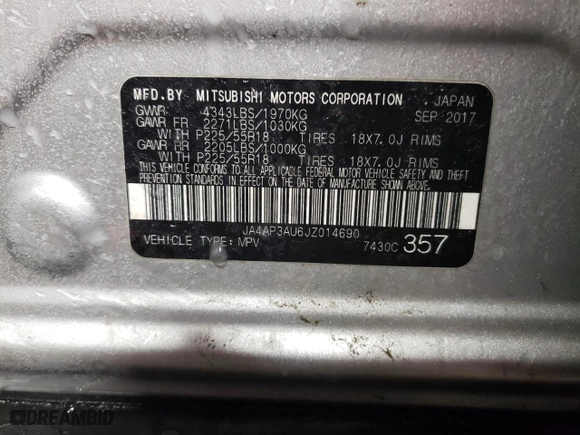 MFD. BY MITSUBISHI MOTORS CORPORATION JAPAN
GVWR: 4343LBS/1970KG SEP 2017
GAWR FR 2271LBS/1030KG
WITH P225/55R18 TIRES 18X7.0J RIMS
GAWR RR 2205LBS/1000KG
WITH P225/55R18 TIRES 18X7.0J RIMS
THIS VEHICLE CONFORMS TO ALL APPLICABLE FEDERAL MOTOR VEHICLE SAFETY AND THEFT
PREVENTION STANDARDS IN EFFECT ON THE DATE OF MANUFACTURE SHOWN ABOVE.
JA4AP3AU6JZ014690
VEHICLE TYPE: MPV 7430C 357
DREAMBID